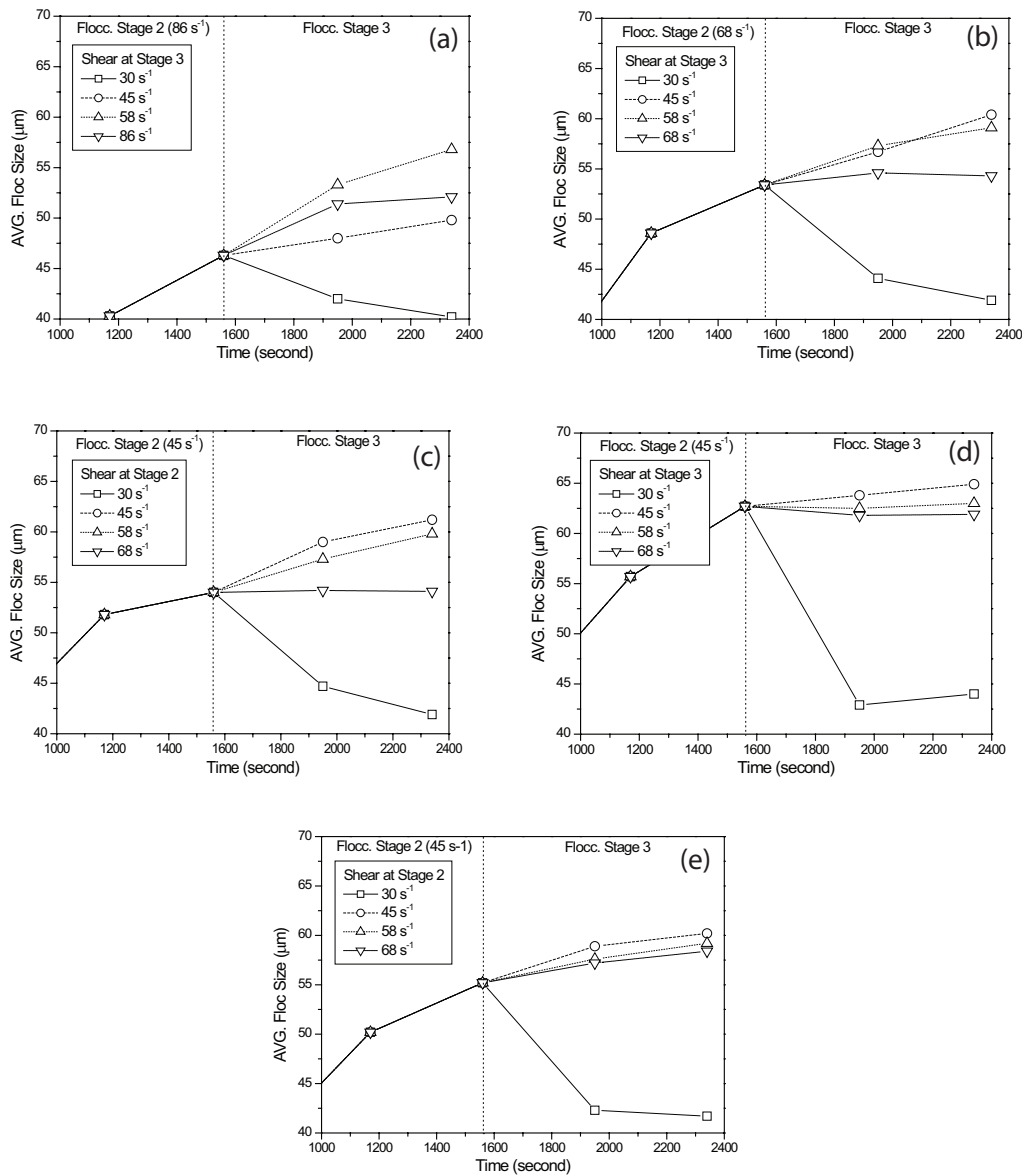 Flocc. Stage 2 (86 s⁻¹) Flocc. Stage 3
(a)
Shear at Stage 3
30 s⁻¹
45 s⁻¹
58 s⁻¹
86 s⁻¹
70
65
60
55
50
45
40
AVG. Floc Size (µm)
1000 1200 1400 1600 1800 2000 2200 2400
Time (second)
Flocc. Stage 2 (68 s⁻¹) Flocc. Stage 3
(b)
Shear at Stage 3
30 s⁻¹
45 s⁻¹
58 s⁻¹
68 s⁻¹
70
65
60
55
50
45
40
AVG. Floc Size (µm)
1000 1200 1400 1600 1800 2000 2200 2400
Time (second)
Flocc. Stage 2 (45 s⁻¹) Flocc. Stage 3
(c)
Shear at Stage 2
30 s⁻¹
45 s⁻¹
58 s⁻¹
68 s⁻¹
70
65
60
55
50
45
40
AVG. Floc Size (µm)
1000 1200 1400 1600 1800 2000 2200 2400
Time (second)
Flocc. Stage 2 (45 s⁻¹) Flocc. Stage 3
(d)
Shear at Stage 3
30 s⁻¹
45 s⁻¹
58 s⁻¹
68 s⁻¹
70
65
60
55
50
45
40
AVG. Floc Size (µm)
1000 1200 1400 1600 1800 2000 2200 2400
Time (second)
Flocc. Stage 2 (45 s-1) Flocc. Stage 3
(e)
Shear at Stage 2
30 s⁻¹
45 s⁻¹
58 s⁻¹
68 s⁻¹
70
65
60
55
50
45
40
AVG. Floc Size (µm)
1000 1200 1400 1600 1800 2000 2200 2400
Time (second)